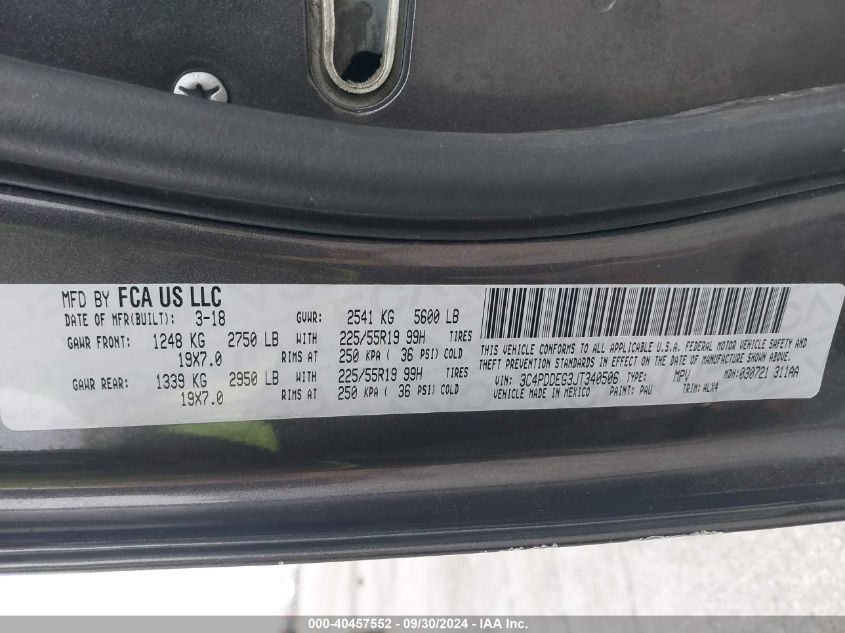 MFD BY FCA US LLC
DATE OF MFR(BUILT): 3-18 GVWR: 2541 KG 5600 LB
GAWR FRONT: 1248 KG 2750 LB WITH 225/55R19 99H TIRES
19X7.0 RIMS AT 250 KPA ( 36 PSI) COLD
GAWR REAR: 1339 KG 2950 LB WITH 225/55R19 99H TIRES
19X7.0 RIMS AT 250 KPA ( 36 PSI) COLD
THIS VEHICLE CONFORMS TO ALL APPLICABLE U.S.A. FEDERAL MOTOR VEHICLE SAFETY AND
THEFT PREVENTION STANDARDS IN EFFECT ON THE DATE OF MANUFACTURE SHOWN ABOVE.
VIN: 3C4PDDEG3JT340506 TYPE: MPV MDH: 030721 311AA
VEHICLE MADE IN MEXICO PAINT: PAU TRIM: ALX4
000-40457552 - 09/30/2024 - IAA Inc.